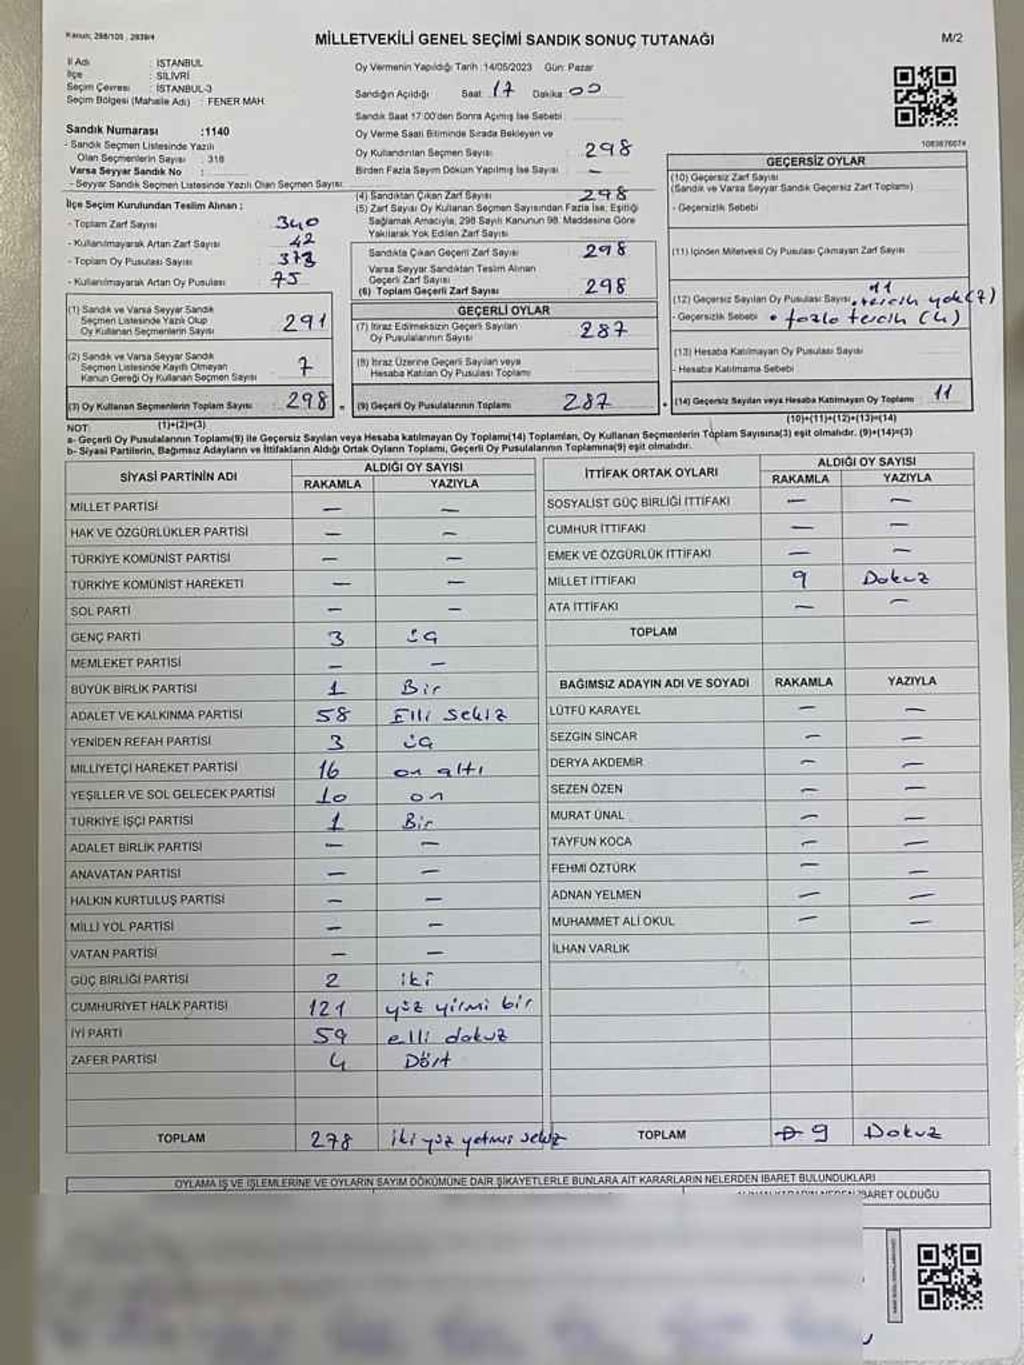 Kanun: 298/105, 2839/4
MİLLETVEKİLİ GENEL SEÇİMİ SANDIK SONUÇ TUTANAĞI
M/2
İl Adı : İSTANBUL
İlçe : SİLİVRİ
Seçim Çevresi : İSTANBUL-3
Seçim Bölgesi (Mahalle Adı) : FENER MAH.
Sandık Numarası :1140
- Sandık Seçmen Listesinde Yazılı
Olan Seçmenlerin Sayısı : 318
Varsa Seyyar Sandık No :
- Seyyar Sandık Seçmen Listesinde Yazılı Olan Seçmen Sayısı:
İlçe Seçim Kurulundan Teslim Alınan :
- Toplam Zarf Sayısı 340
- Kullanılmayarak Artan Zarf Sayısı 42
- Toplam Oy Pusulası Sayısı 373
- Kullanılmayarak Artan Oy Pusulası 75
(1) Sandık ve Varsa Seyyar Sandık
Seçmen Listesinde Yazılı Olup
Oy Kullanan Seçmenlerin Sayısı 291
(2) Sandık ve Varsa Seyyar Sandık
Seçmen Listesinde Kayıtlı Olmayan
Kanun Gereği Oy Kullanan Seçmen Sayısı 7
(3) Oy Kullanan Seçmenlerin Toplam Sayısı 298
(1)+(2)=(3)
Oy Vermenin Yapıldığı Tarih :14/05/2023 Gün: Pazar
Sandığın Açıldığı Saat: 17 Dakika: 00
Sandık Saat 17.00'den Sonra Açılmış İse Sebebi :
Oy Verme Saati Bitiminde Sırada Bekleyen ve
Oy Kullandırılan Seçmen Sayısı : 298
Birden Fazla Sayım Döküm Yapılmış İse Sayısı : –
(4) Sandıktan Çıkan Zarf Sayısı : 298
(5) Zarf Sayısı Oy Kullanan Seçmen Sayısından Fazla İse, Eşitliği
Sağlamak Amacıyla, 298 Sayılı Kanunun 98. Maddesine Göre
Yakılarak Yok Edilen Zarf Sayısı
Sandıkta Çıkan Geçerli Zarf Sayısı : 298
Varsa Seyyar Sandıktan Teslim Alınan
Geçerli Zarf Sayısı
(6) Toplam Geçerli Zarf Sayısı 298
GEÇERLİ OYLAR
(7) İtiraz Edilmeksizin Geçerli Sayılan
Oy Pusulalarının Sayısı : 287
(8) İtiraz Üzerine Geçerli Sayılan veya
Hesaba Katılan Oy Pusulası Toplamı
(9) Geçerli Oy Pusulalarının Toplamı 287
GEÇERSİZ OYLAR
(10) Geçersiz Zarf Sayısı
(Sandık ve Varsa Seyyar Sandık Geçersiz Zarf Toplamı)
- Geçersizlik Sebebi :
(11) İçinden Milletvekili Oy Pusulası Çıkmayan Zarf Sayısı
(12) Geçersiz Sayılan Oy Pusulası Sayısı 11 • tercih yok(7)
- Geçersizlik Sebebi • fazla tercih (4)
(13) Hesaba Katılmayan Oy Pusulası Sayısı
- Hesaba Katılmama Sebebi
(14) Geçersiz Sayılan veya Hesaba Katılmayan Oy Toplamı 11
(10)+(11)+(12)+(13)=(14)
NOT:
a- Geçerli Oy Pusulalarının Toplamı(9) ile Geçersiz Sayılan veya Hesaba katılmayan Oy Toplamı(14) Toplamları, Oy Kullanan Seçmenlerin Toplam Sayısına(3) eşit olmalıdır. (9)+(14)=(3)
b- Siyasi Partilerin, Bağımsız Adayların ve İttifakların Aldığı Ortak Oyların Toplamı, Geçerli Oy Pusulasının Toplamına(9) eşit olmalıdır.
SİYASİ PARTİNİN ADI ALDIĞI OY SAYISI
RAKAMLA YAZIYLA
MİLLET PARTİSİ – –
HAK VE ÖZGÜRLÜKLER PARTİSİ – –
TÜRKİYE KOMÜNİST PARTİSİ – –
TÜRKİYE KOMÜNİST HAREKETİ – –
SOL PARTİ – –
GENÇ PARTİ 3 üç
MEMLEKET PARTİSİ – –
BÜYÜK BİRLİK PARTİSİ 1 Bir
ADALET VE KALKINMA PARTİSİ 58 Elli sekiz
YENİDEN REFAH PARTİSİ 3 üç
MİLLİYETÇİ HAREKET PARTİSİ 16 on altı
YEŞİLLER VE SOL GELECEK PARTİSİ 10 on
TÜRKİYE İŞÇİ PARTİSİ 1 Bir
ADALET BİRLİK PARTİSİ – –
ANAVATAN PARTİSİ – –
HALKIN KURTULUŞ PARTİSİ – –
MİLLİ YOL PARTİSİ – –
VATAN PARTİSİ – –
GÜÇ BİRLİĞİ PARTİSİ 2 iki
CUMHURİYET HALK PARTİSİ 121 yüz yirmi bir
İYİ PARTİ 59 elli dokuz
ZAFER PARTİSİ 4 Dört
TOPLAM 278 iki yüz yetmiş sekiz
İTTİFAK ORTAK OYLARI ALDIĞI OY SAYISI
RAKAMLA YAZIYLA
SOSYALİST GÜÇ BİRLİĞİ İTTİFAKI – –
CUMHUR İTTİFAKI – –
EMEK VE ÖZGÜRLÜK İTTİFAKI – –
MİLLET İTTİFAKI 9 Dokuz
ATA İTTİFAKI – –
TOPLAM
BAĞIMSIZ ADAYIN ADI VE SOYADI RAKAMLA YAZIYLA
LÜTFÜ KARAYEL – –
SEZGİN SİNCAR – –
DERYA AKDEMİR – –
SEZEN ÖZEN – –
MURAT ÜNAL – –
TAYFUN KOCA – –
FEHMİ ÖZTÜRK – –
ADNAN YELMEN – –
MUHAMMET ALİ OKUL – –
İLHAN VARLIK
TOPLAM 9 Dokuz
OYLAMA İŞ VE İŞLEMLERİNE VE OYLARIN SAYIM DÖKÜMÜNE DAİR ŞİKAYETLERLE BUNLARA AİT KARARLARIN NELERDEN İBARET BULUNDUKLARI
İBARET OLDUĞU